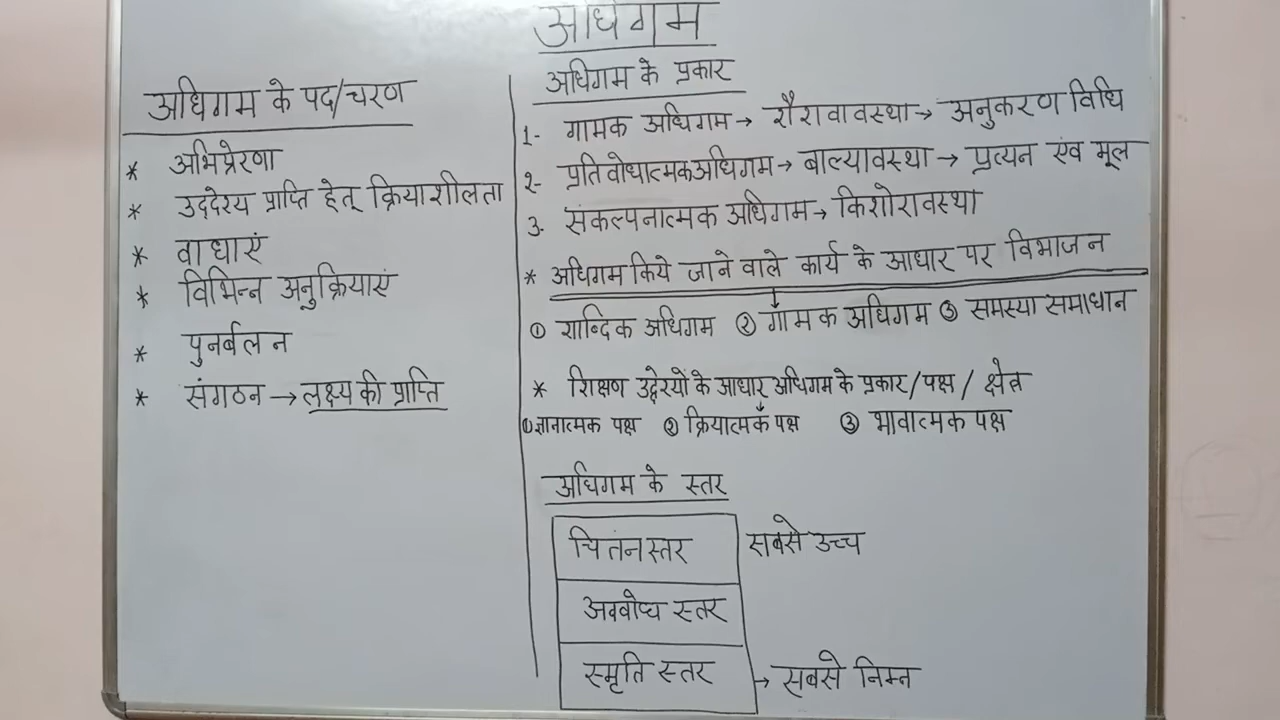 अधिगम
अधिगम के पद/चरण
* अभिप्रेरणा
* उद्देश्य प्राप्ति हेतू क्रियाशीलता
* वाधाएं
* विभिन्न अनुक्रियाएं
* पुनर्बलन
* संगठन → लक्ष्य की प्राप्ति
अधिगम के प्रकार
1- गामक अधिगम → शैशवावस्था → अनुकरण विधि
2- प्रतिवोधात्मक अधिगम → बाल्यावस्था → प्रत्यन एंव मूल
3. संकल्पनात्मक अधिगम → किशोरावस्था
* अधिगम किये जाने वाले कार्य के आधार पर विभाजन
① शाब्दिक अधिगम ② गामक अधिगम ③ समस्या समाधान
* शिक्षण उद्देश्यों के आधार अधिगम के प्रकार/पक्ष/क्षेत्र
① ज्ञानात्मक पक्ष ② क्रियात्मक पक्ष ③ भावात्मक पक्ष
अधिगम के स्तर
चितंन स्तर सबसे उच्च
अववोध स्तर
स्मृति स्तर → सबसे निम्न